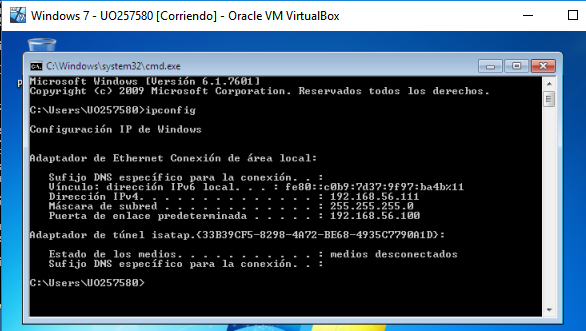 Windows 7 - UO257580 [Corriendo] - Oracle VM VirtualBox
C:\Windows\system32\cmd.exe
Microsoft Windows [Versión 6.1.7601]
Copyright (c) 2009 Microsoft Corporation. Reservados todos los derechos.
C:\Users\UO257580>ipconfig
Configuración IP de Windows
Adaptador de Ethernet Conexión de área local:
Sufijo DNS específico para la conexión. . :
Vínculo: dirección IPv6 local. . . : fe80::c0b9:7d37:9f97:ba4b%11
Dirección IPv4. . . . . . . . . . . . . . : 192.168.56.111
Máscara de subred . . . . . . . . . . . . : 255.255.255.0
Puerta de enlace predeterminada . . . . . : 192.168.56.100
Adaptador de túnel isatap.{33B39CF5-8298-4A72-BE68-4935C7790A1D}:
Estado de los medios. . . . . . . . . . . : medios desconectados
Sufijo DNS específico para la conexión. . :
C:\Users\UO257580>